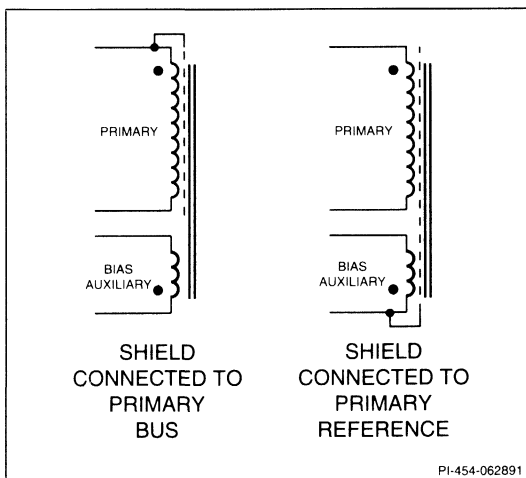 PRIMARY
BIAS
AUXILIARY
SHIELD
CONNECTED TO
PRIMARY
BUS
PRIMARY
BIAS
AUXILIARY
SHIELD
CONNECTED TO
PRIMARY
REFERENCE
PI-454-062891